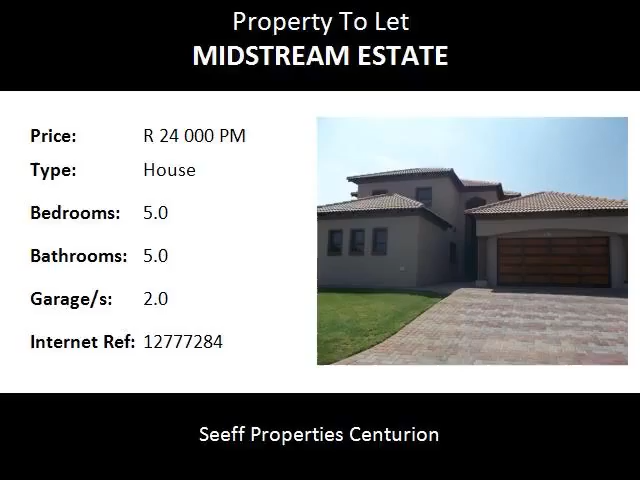 Property To Let
MIDSTREAM ESTATE
Price: R 24 000 PM
Type: House
Bedrooms: 5.0
Bathrooms: 5.0
Garage/s: 2.0
Internet Ref: 12777284
Seeff Properties Centurion